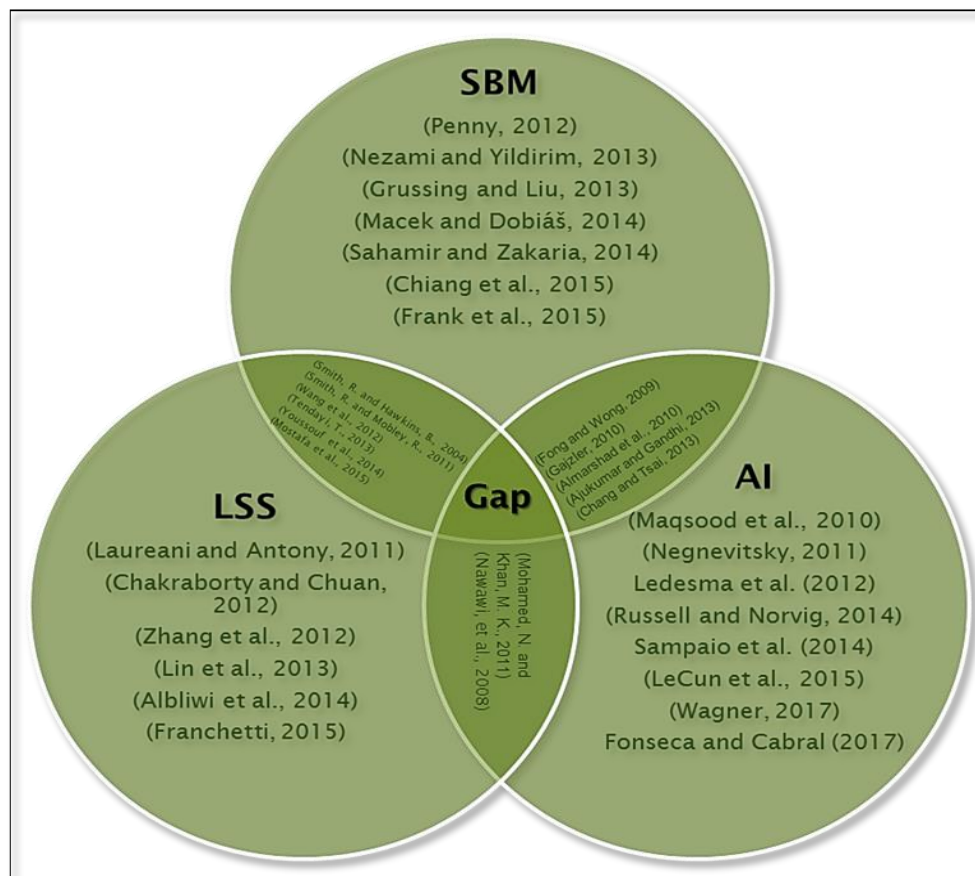 SBM
(Penny, 2012)
(Nezami and Yildirim, 2013)
(Grussing and Liu, 2013)
(Macek and Dobiáš, 2014)
(Sahamir and Zakaria, 2014)
(Chiang et al., 2015)
(Frank et al., 2015)
(Smith, R. and Hawkins, B., 2004)
(Smith, R. and Mobley, R., 2011)
(Wang et al., 2012)
(Tendayi, T., 2013)
(Youssouf et al., 2014)
(Mostafa et al., 2015)
(Fong and Wong, 2009)
(Gajzler, 2010)
(Almarshad et al., 2010)
(Ajukumar and Gandhi, 2013)
(Chang and Tsai, 2013)
Gap
LSS
(Laureani and Antony, 2011)
(Chakraborty and Chuan,
2012)
(Zhang et al., 2012)
(Lin et al., 2013)
(Albliwi et al., 2014)
(Franchetti, 2015)
(Mohamed, N. and
Khan, M. K., 2011)
(Nawawi, et al., 2008)
AI
(Maqsood et al., 2010)
(Negnevitsky, 2011)
Ledesma et al. (2012)
(Russell and Norvig, 2014)
Sampaio et al. (2014)
(LeCun et al., 2015)
(Wagner, 2017)
Fonseca and Cabral (2017)